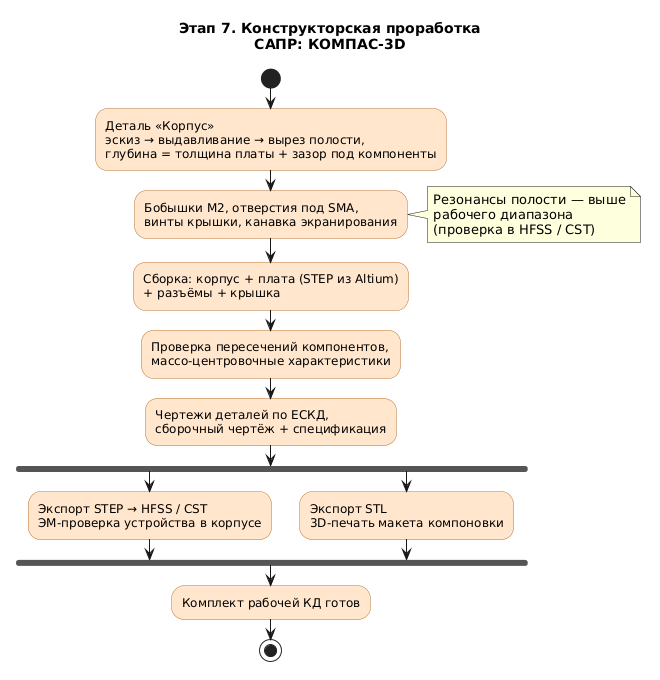 Этап 7. Конструкторская проработка
САПР: КОМПАС-3D
Деталь «Корпус»
эскиз → выдавливание → вырез полости,
глубина = толщина платы + зазор под компоненты
Бобышки М2, отверстия под SMA,
винты крышки, канавка экранирования
Резонансы полости — выше
рабочего диапазона
(проверка в HFSS / CST)
Сборка: корпус + плата (STEP из Altium)
+ разъёмы + крышка
Проверка пересечений компонентов,
массо-центровочные характеристики
Чертежи деталей по ЕСКД,
сборочный чертёж + спецификация
Экспорт STEP → HFSS / CST
ЭМ-проверка устройства в корпусе
Экспорт STL
3D-печать макета компоновки
Комплект рабочей КД готов